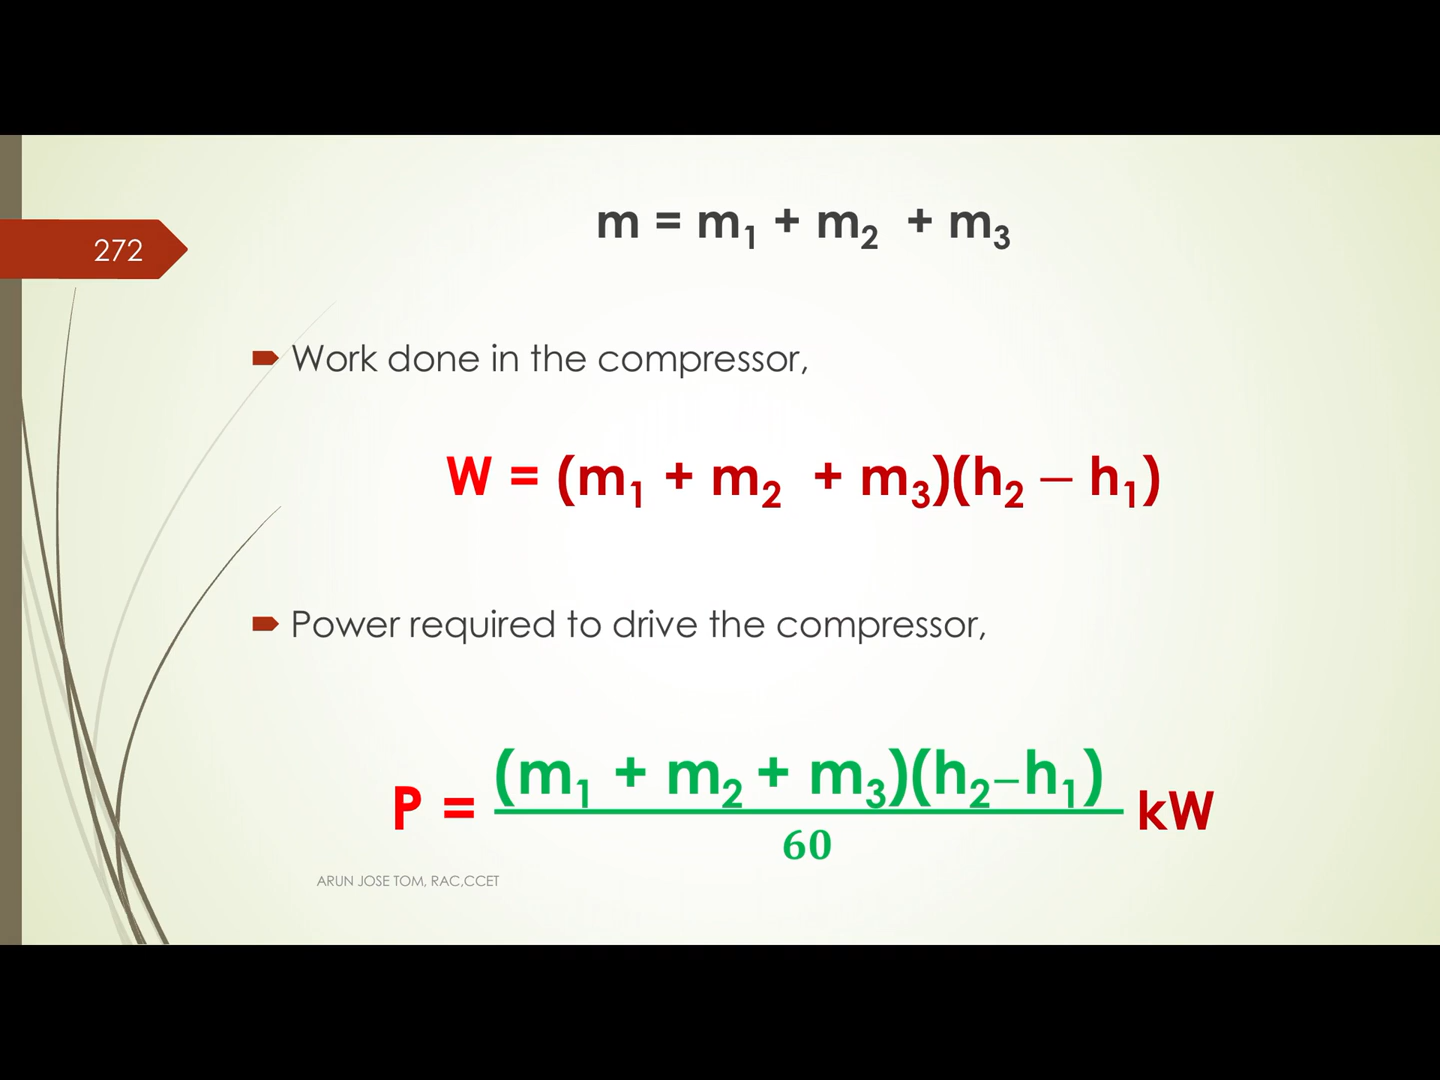 m = m₁ + m₂ + m₃
272
Work done in the compressor,
W = (m₁ + m₂ + m₃)(h₂ – h₁)
Power required to drive the compressor,
P = (m₁ + m₂ + m₃)(h₂–h₁) kW
60
ARUN JOSE TOM, RAC,CCET